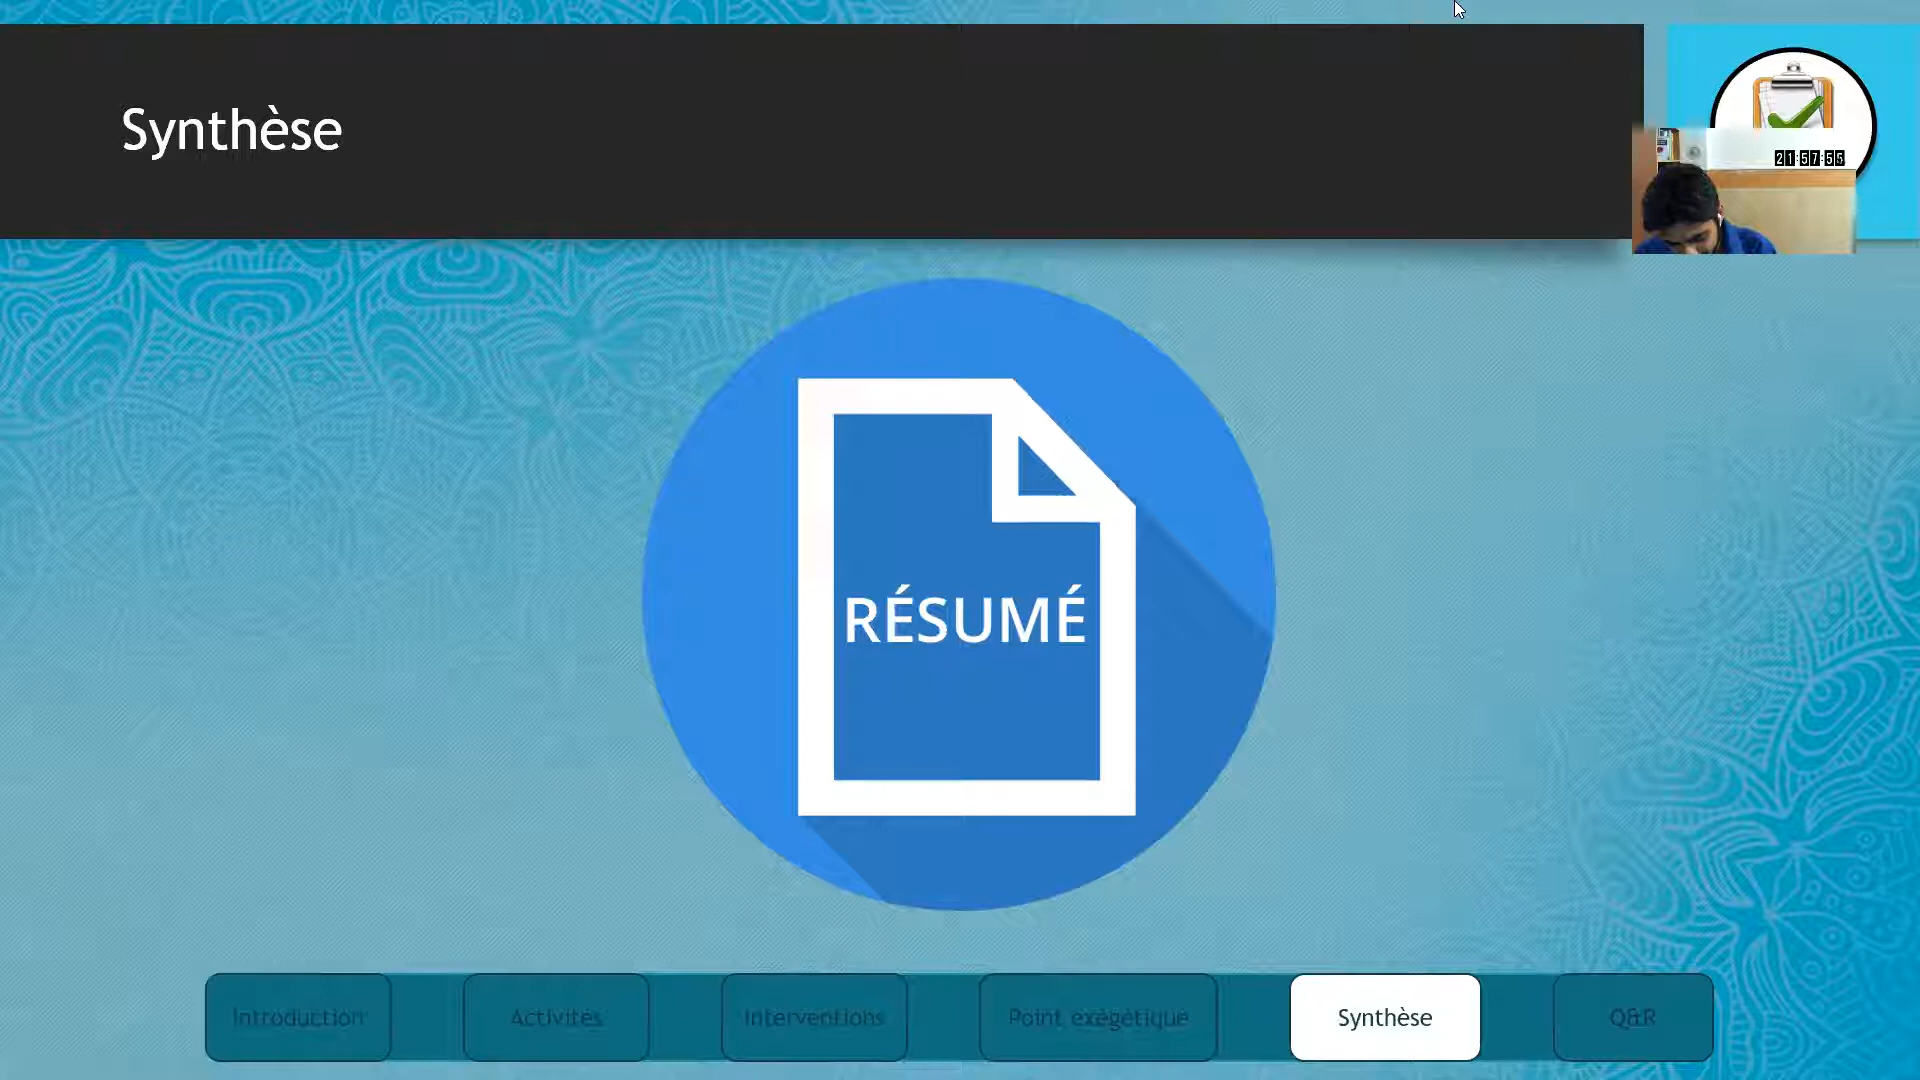 Synthèse
21:57:55
RÉSUMÉ
Introduction
Activités
Interventions
Point exégétique
Synthèse
Q&R